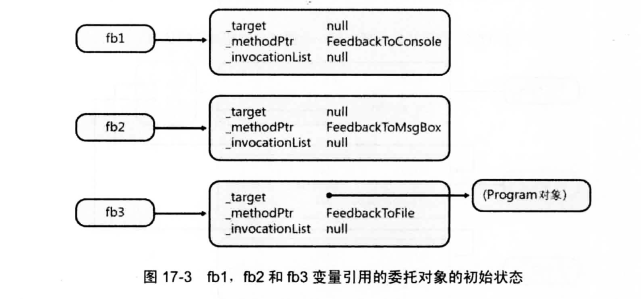 fb1
_target null
_methodPtr FeedbackToConsole
_invocationList null
fb2
_target null
_methodPtr FeedbackToMsgBox
_invocationList null
fb3
_target
_methodPtr FeedbackToFile
_invocationList null
(Program 对象)
图 17-3 fb1，fb2 和 fb3 变量引用的委托对象的初始状态